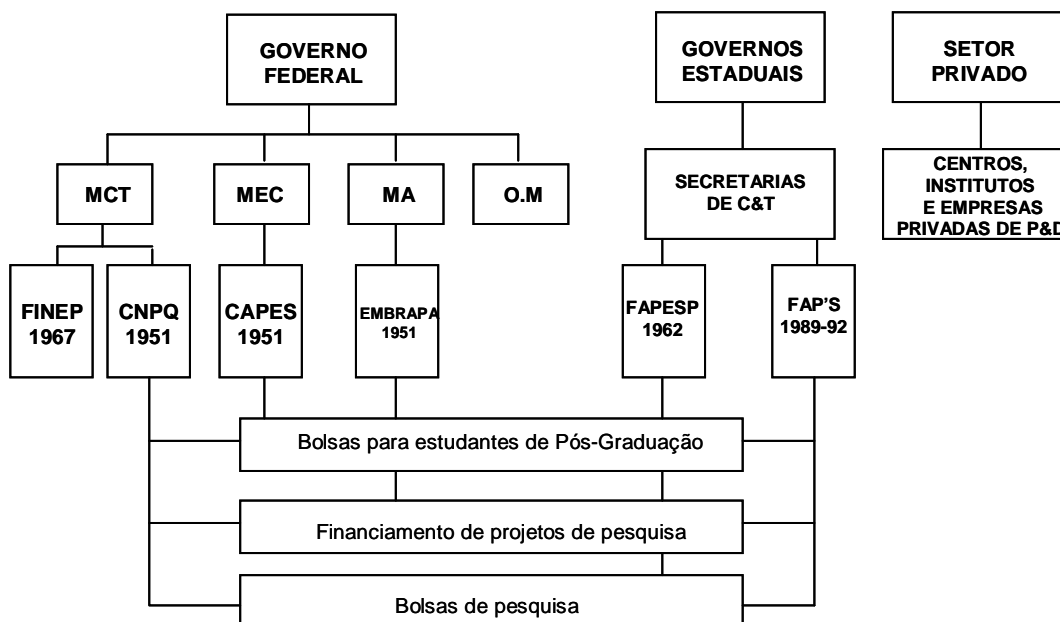 GOVERNO
FEDERAL
GOVERNOS
ESTADUAIS
SETOR
PRIVADO
MCT
MEC
MA
O.M
SECRETARIAS
DE C&T
CENTROS,
INSTITUTOS
E EMPRESAS
PRIVADAS DE P&D
FINEP
1967
CNPQ
1951
CAPES
1951
EMBRAPA
1951
FAPESP
1962
FAP'S
1989-92
Bolsas para estudantes de Pós-Graduação
Financiamento de projetos de pesquisa
Bolsas de pesquisa